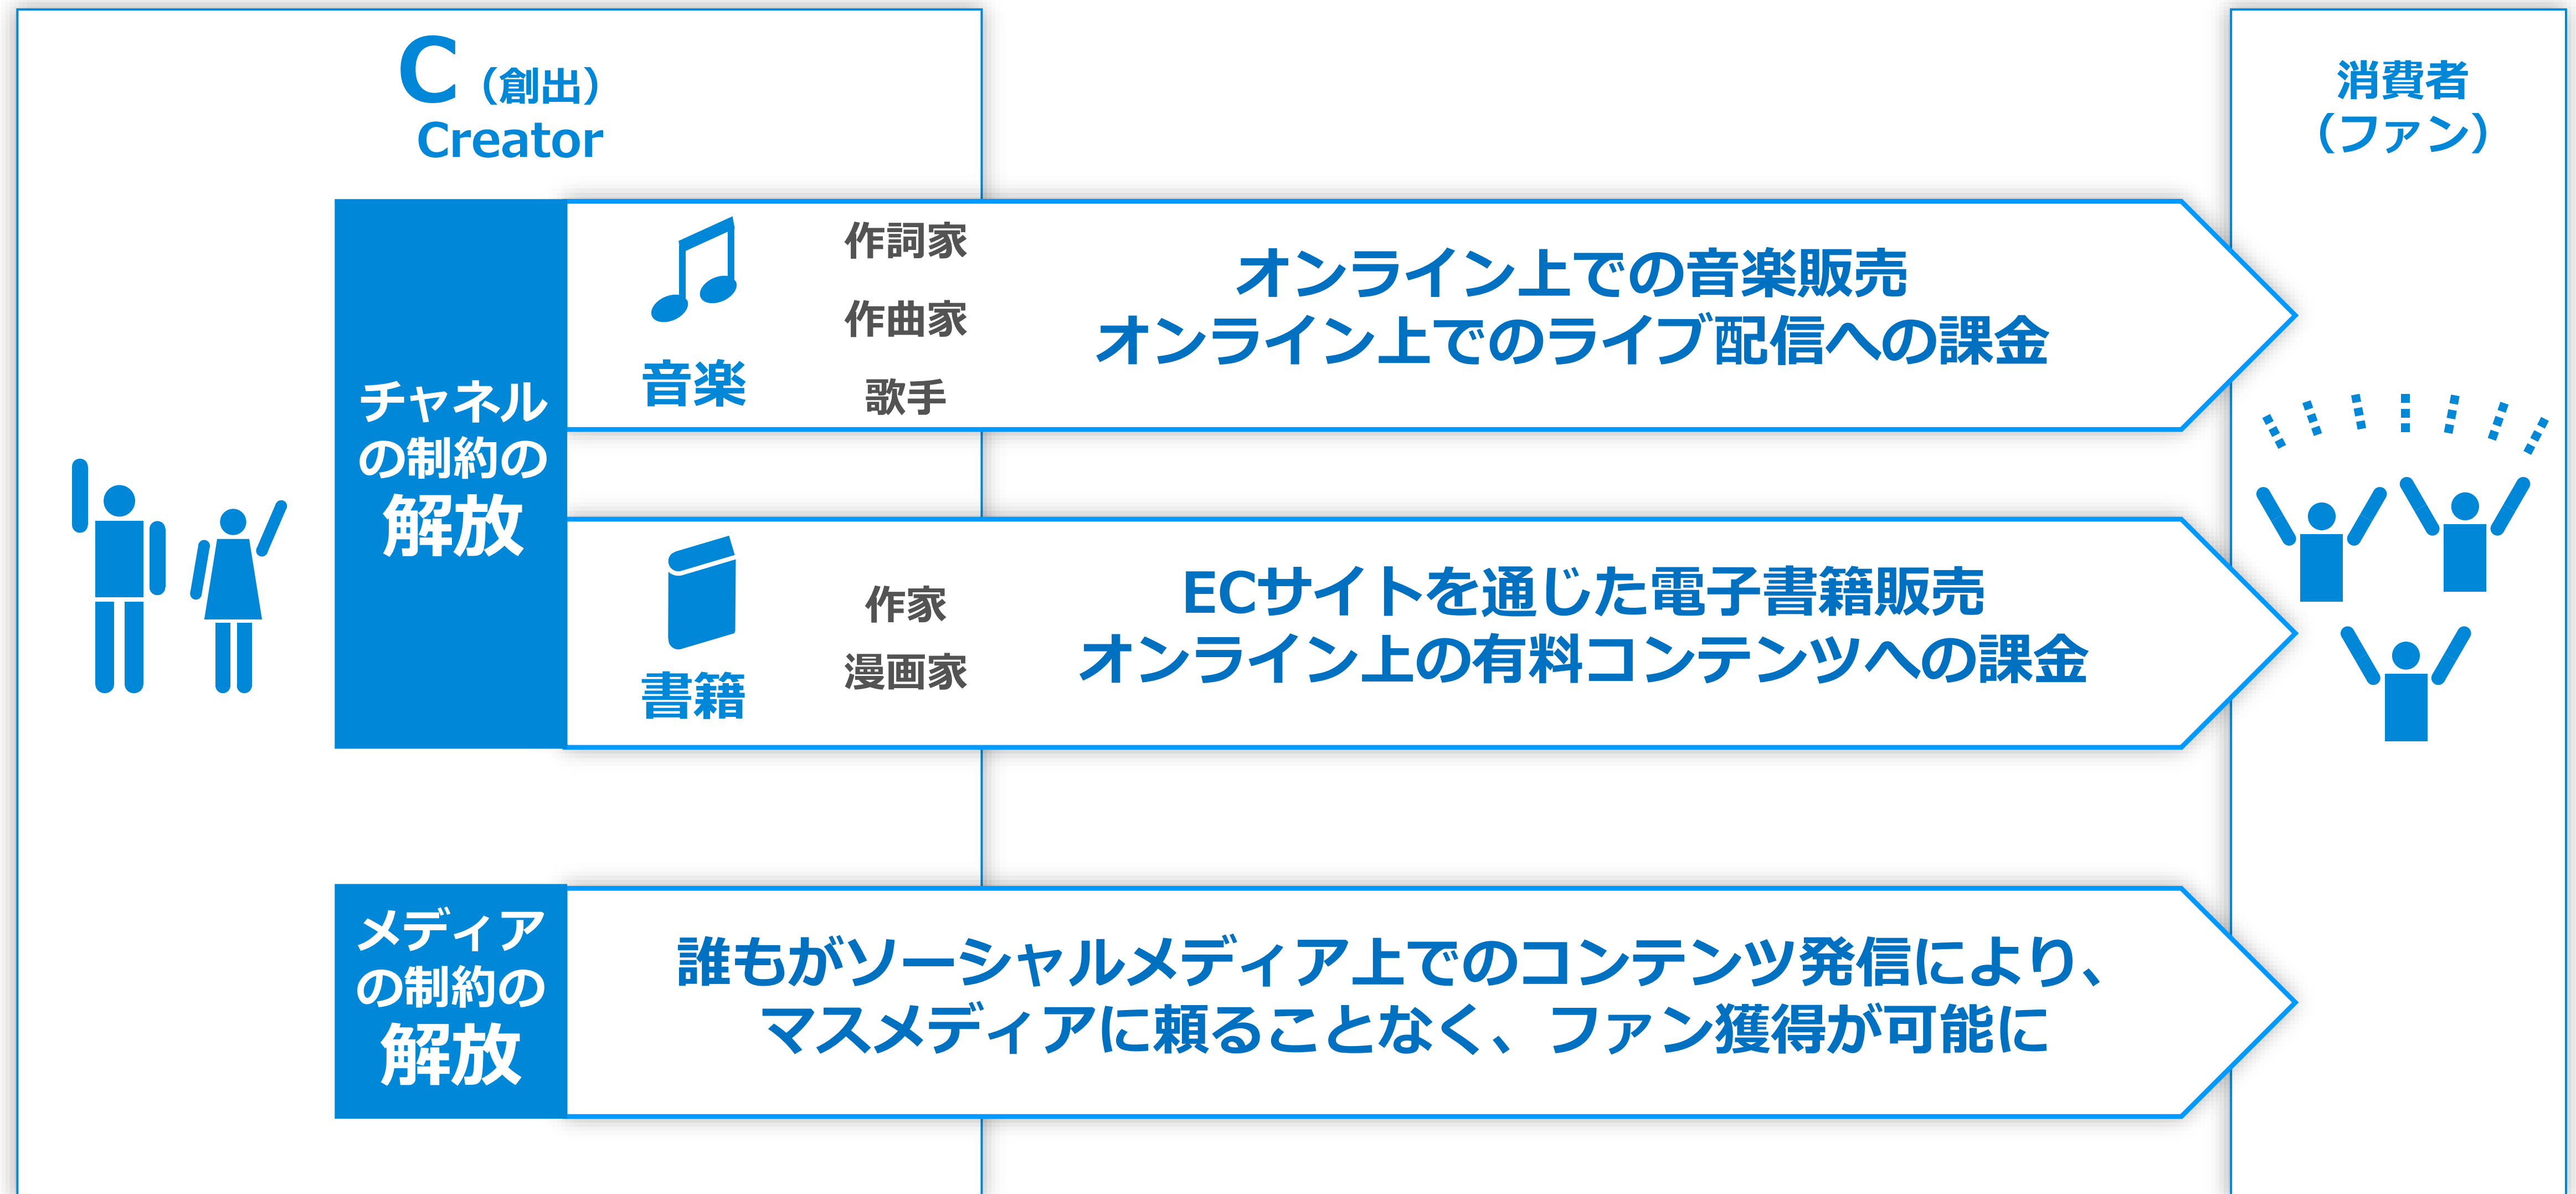 C（創出）
Creator
消費者
（ファン）
チャネル
の制約の
解放
音楽
作詞家
作曲家
歌手
オンライン上での音楽販売
オンライン上でのライブ配信への課金
書籍
作家
漫画家
ECサイトを通じた電子書籍販売
オンライン上の有料コンテンツへの課金
メディア
の制約の
解放
誰もがソーシャルメディア上でのコンテンツ発信により、
マスメディアに頼ることなく、ファン獲得が可能に